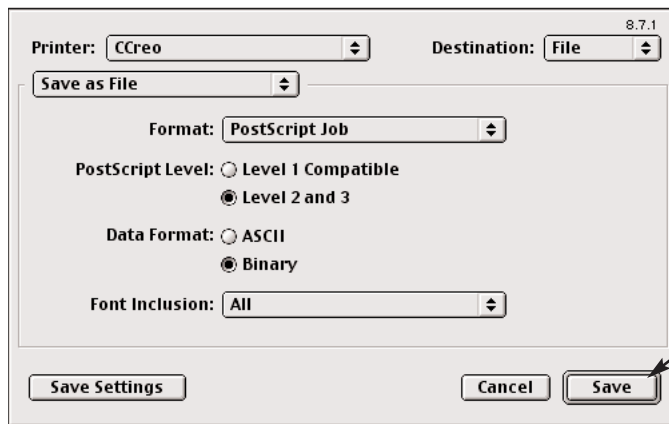 8.7.1
Printer: CCreo Destination: File
Save as File
Format: PostScript Job
PostScript Level: Level 1 Compatible
Level 2 and 3
Data Format: ASCII
Binary
Font Inclusion: All
Save Settings Cancel Save